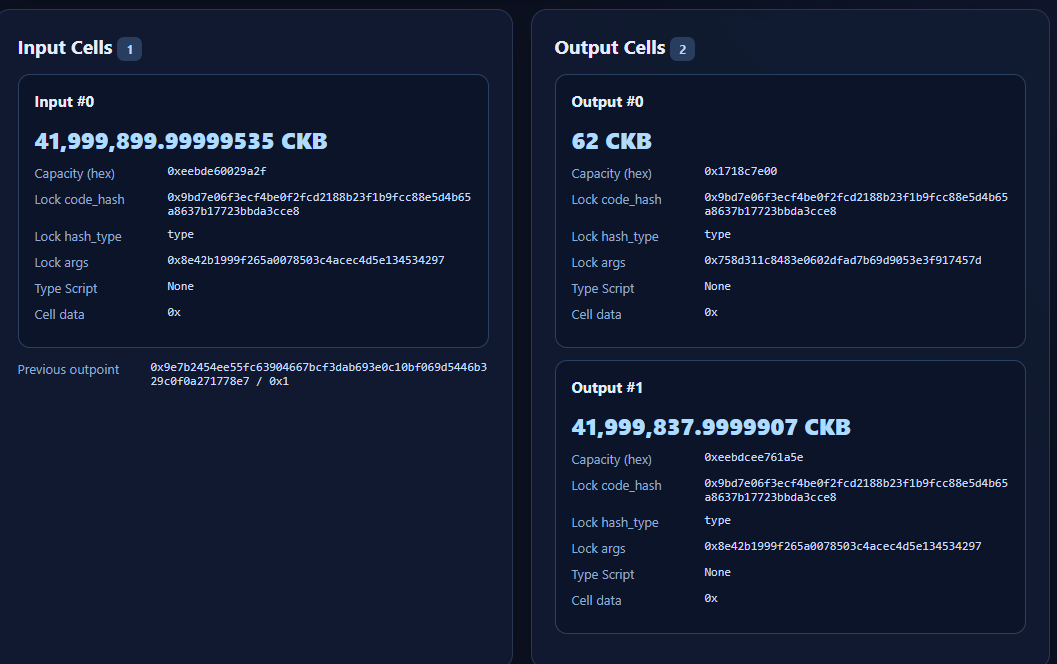 Input Cells 1
Input #0
41,999,899.99999535 CKB
Capacity (hex) 0xeebde60029a2f
Lock code_hash 0x9bd7e06f3ecf4be0f2fcd2188b23f1b9fcc88e5d4b65
a8637b17723bbda3cce8
Lock hash_type type
Lock args 0x8e42b1999f265a0078503c4acec4d5e134534297
Type Script None
Cell data 0x
Previous outpoint 0x9e7b2454ee55fc63904667bcf3dab693e0c10bf069d5446b3
29c0f0a271778e7 / 0x1
Output Cells 2
Output #0
62 CKB
Capacity (hex) 0x1718c7e00
Lock code_hash 0x9bd7e06f3ecf4be0f2fcd2188b23f1b9fcc88e5d4b65
a8637b17723bbda3cce8
Lock hash_type type
Lock args 0x758d311c8483e0602dfad7b69d9053e3f917457d
Type Script None
Cell data 0x
Output #1
41,999,837.9999907 CKB
Capacity (hex) 0xeebdcee761a5e
Lock code_hash 0x9bd7e06f3ecf4be0f2fcd2188b23f1b9fcc88e5d4b65
a8637b17723bbda3cce8
Lock hash_type type
Lock args 0x8e42b1999f265a0078503c4acec4d5e134534297
Type Script None
Cell data 0x